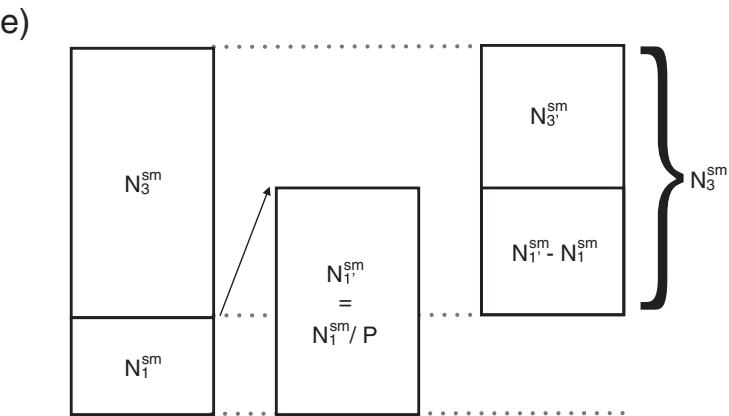 e)
N₃ˢᵐ
N₁ˢᵐ
N₁'ˢᵐ
=
N₁ˢᵐ/ P
N₃'ˢᵐ
N₁'ˢᵐ - N₁ˢᵐ
N₃ˢᵐ